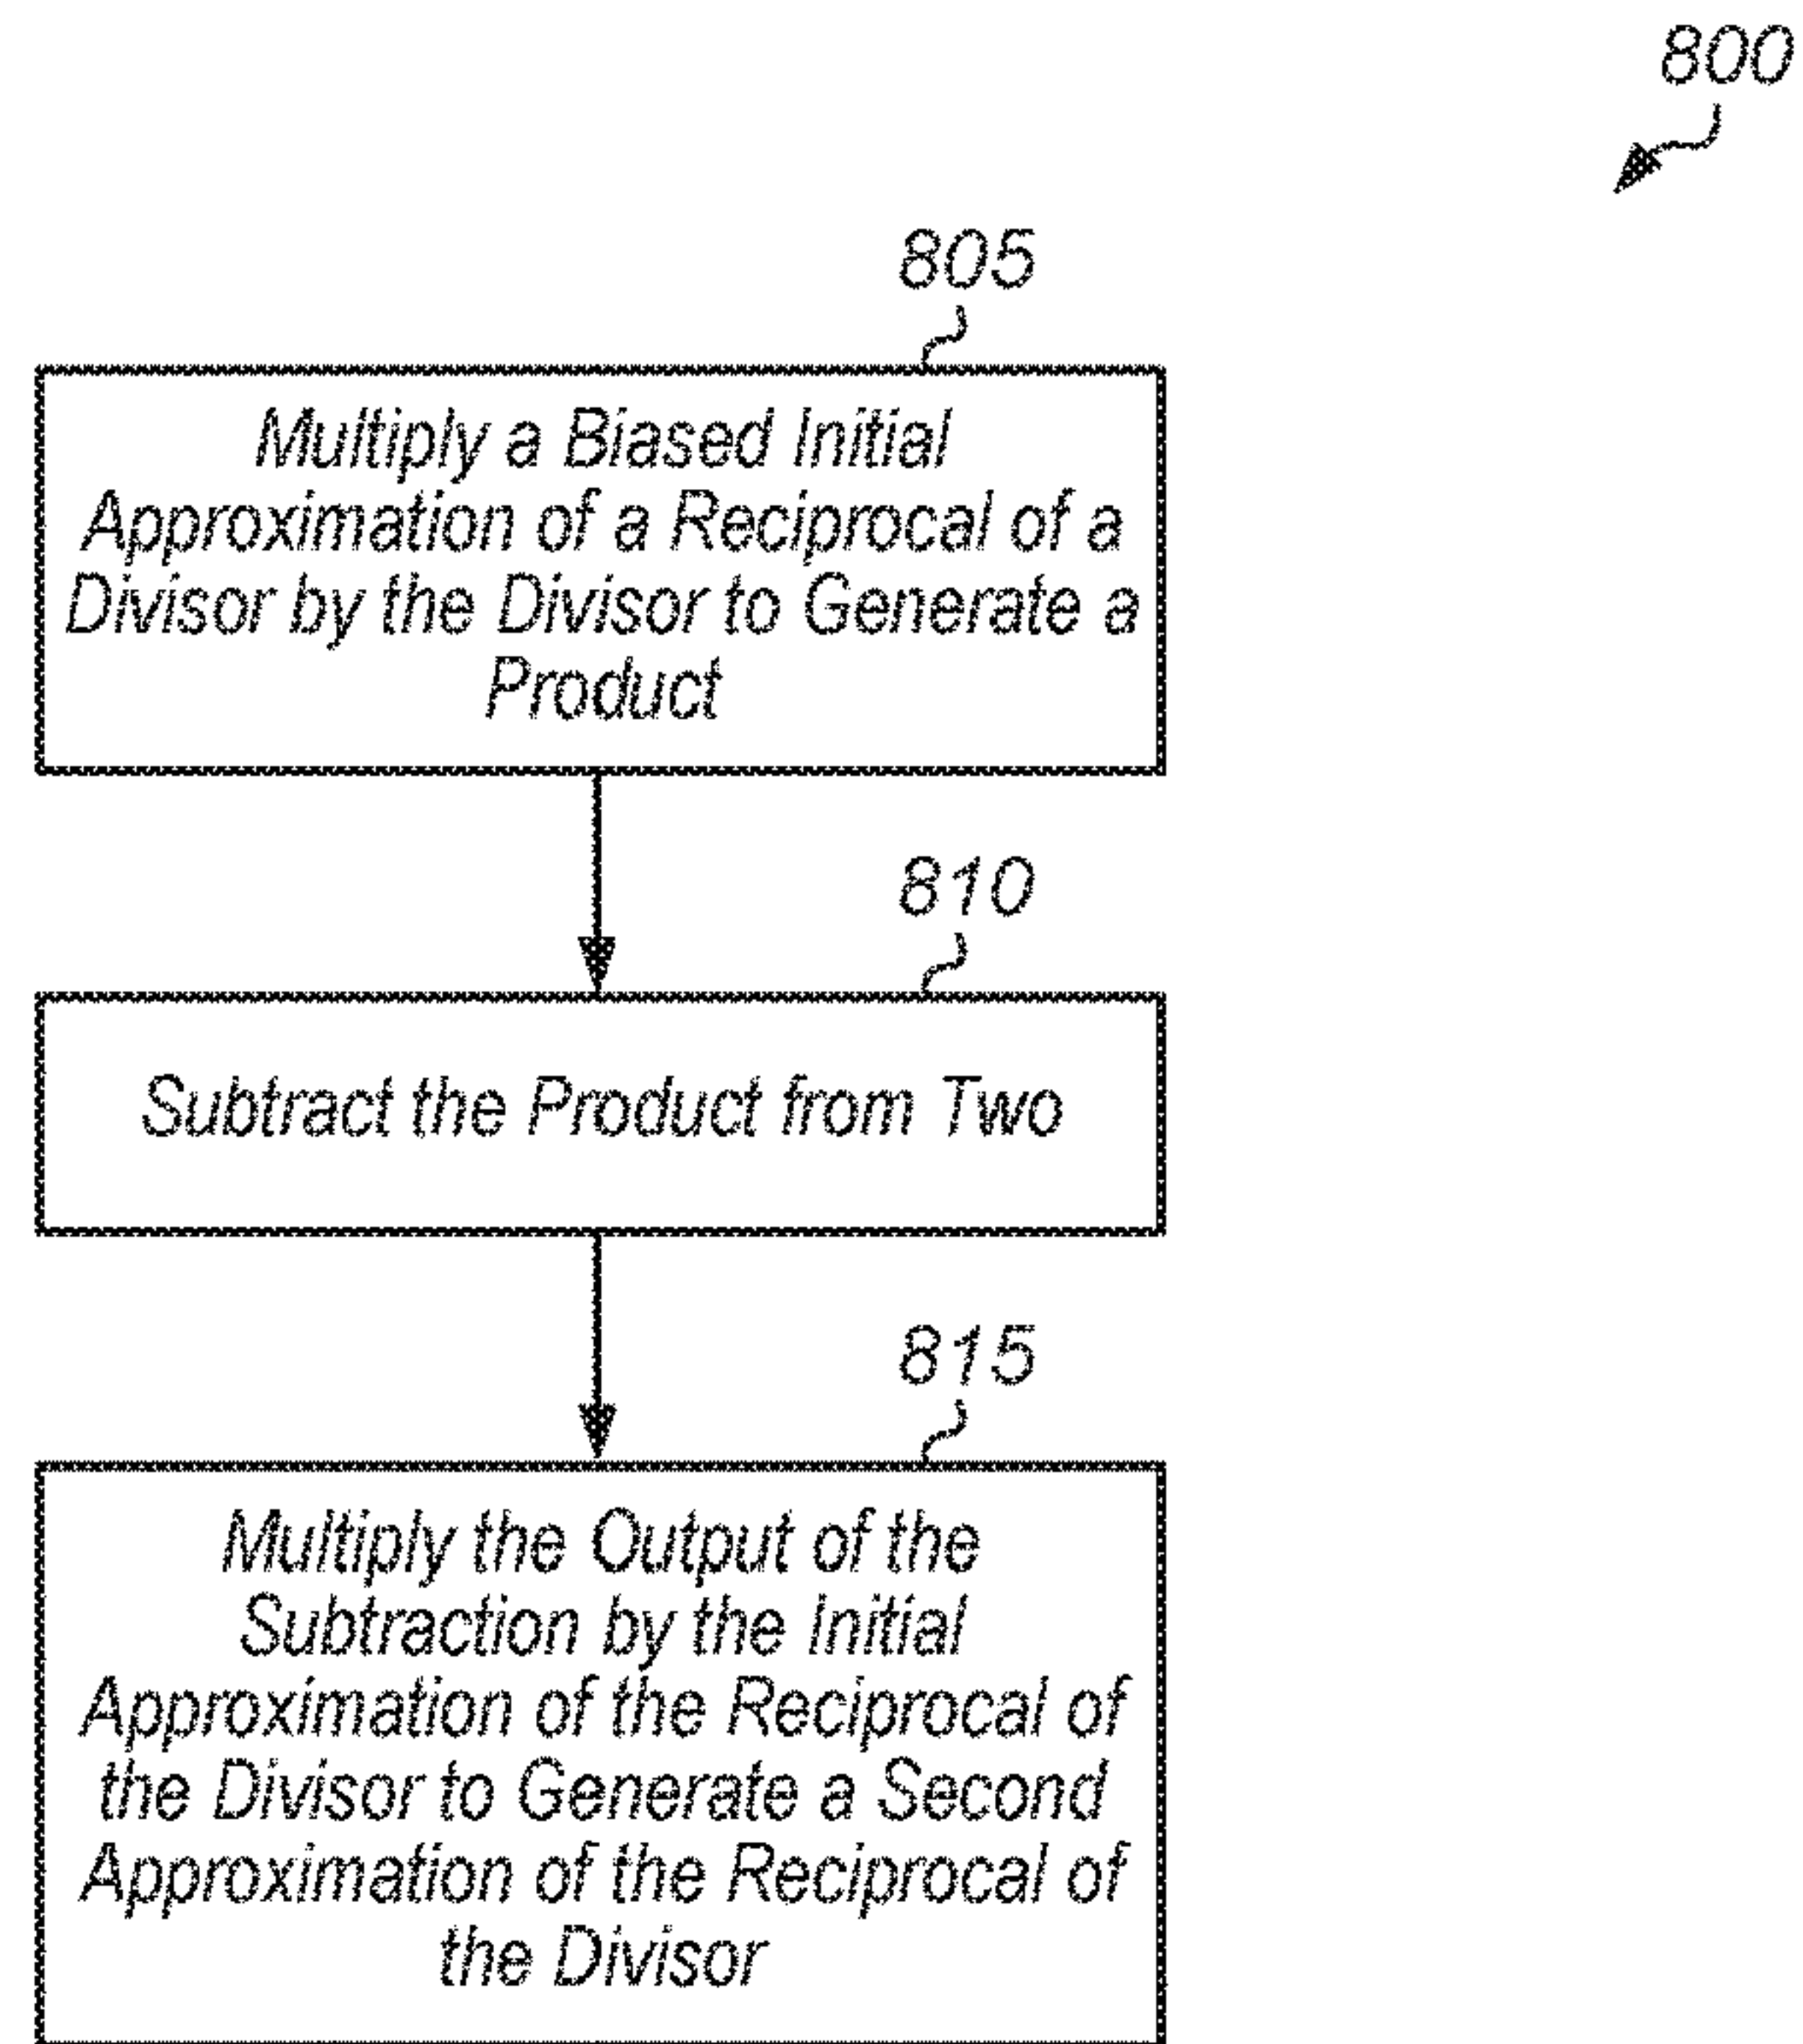 800
805
Multiply a Biased Initial
Approximation of a Reciprocal of a
Divisor by the Divisor to Generate a
Product
810
Subtract the Product from Two
815
Multiply the Output of the
Subtraction by the Initial
Approximation of the Reciprocal of
the Divisor to Generate a Second
Approximation of the Reciprocal of
the Divisor